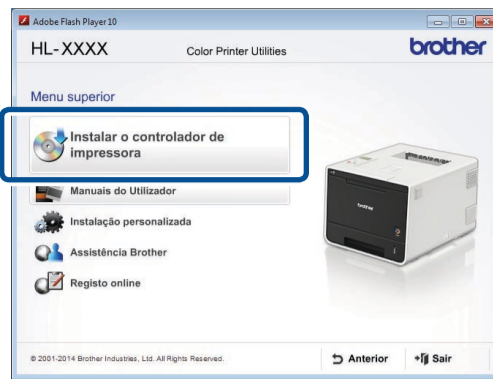 Adobe Flash Player 10
HL-XXXX
Color Printer Utilities
brother
Menu superior
Instalar o controlador de
impressora
Manuais do Utilizador
Instalação personalizada
Assistência Brother
Registo online
brother
© 2001-2014 Brother Industries, Ltd. All Rights Reserved.
Anterior
Sair